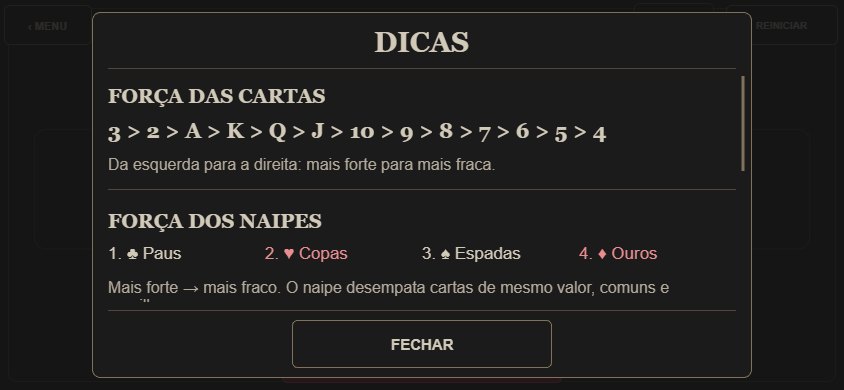 ‹ MENU
REINICIAR
DICAS
FORÇA DAS CARTAS
3 > 2 > A > K > Q > J > 10 > 9 > 8 > 7 > 6 > 5 > 4
Da esquerda para a direita: mais forte para mais fraca.
FORÇA DOS NAIPES
1. ♣ Paus 2. ♥ Copas 3. ♠ Espadas 4. ♦ Ouros
Mais forte → mais fraco. O naipe desempata cartas de mesmo valor, comuns e
FECHAR